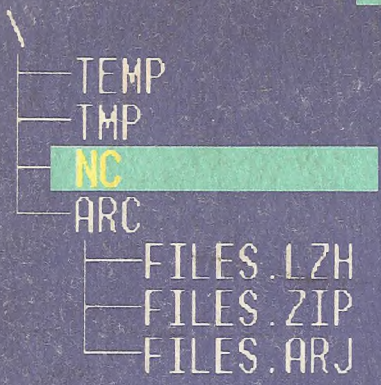 \
TEMP
TMP
NC
ARC
FILES.LZH
FILES.ZIP
FILES.ARJ